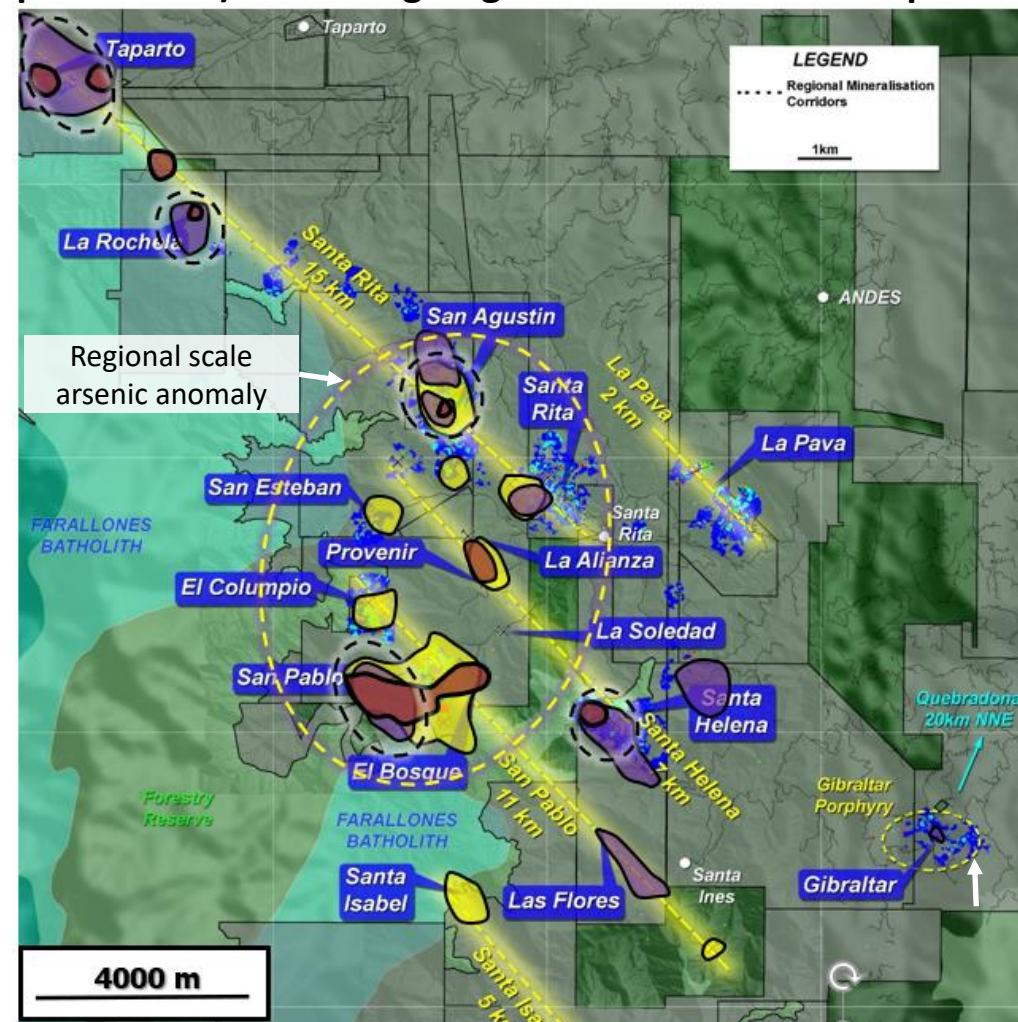 Taparto
Taparto
LEGEND
Regional Mineralisation
Corridors
1km
La Rochela
Santa Rita
15 km
ANDES
San Agustin
Regional scale
arsenic anomaly
La Pava
2 km
Santa
Rita
La Pava
San Esteban
FARALLONES
BATHOLITH
Santa
Rita
Provenir
La Alianza
El Columpio
La Soledad
San Pablo
Santa
Helena
Quebradona
20km NNE
Santa Helena
7 km
El Bosque
San Pablo
11 km
Gibraltar
Porphyry
Forestry
Reserve
FARALLONES
BATHOLITH
Santa
Isabel
Las Flores
Santa
Ines
Gibraltar
4000 m
Santa